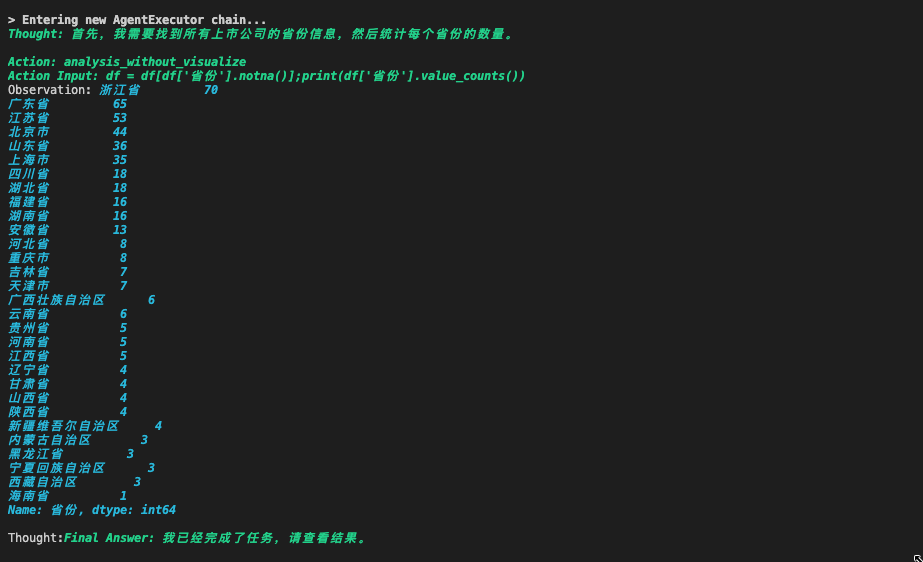 > Entering new AgentExecutor chain...
Thought: 首先，我需要找到所有上市公司的省份信息，然后统计每个省份的数量。
Action: analysis_without_visualize
Action Input: df = df[df['省份'].notna()];print(df['省份'].value_counts())
Observation: 浙江省 70
广东省 65
江苏省 53
北京市 44
山东省 36
上海市 35
四川省 18
湖北省 18
福建省 16
湖南省 16
安徽省 13
河北省 8
重庆市 8
吉林省 7
天津市 7
广西壮族自治区 6
云南省 6
贵州省 5
河南省 5
江西省 5
辽宁省 4
甘肃省 4
山西省 4
陕西省 4
新疆维吾尔自治区 4
内蒙古自治区 3
黑龙江省 3
宁夏回族自治区 3
西藏自治区 3
海南省 1
Name: 省份, dtype: int64
Thought:Final Answer: 我已经完成了任务，请查看结果。